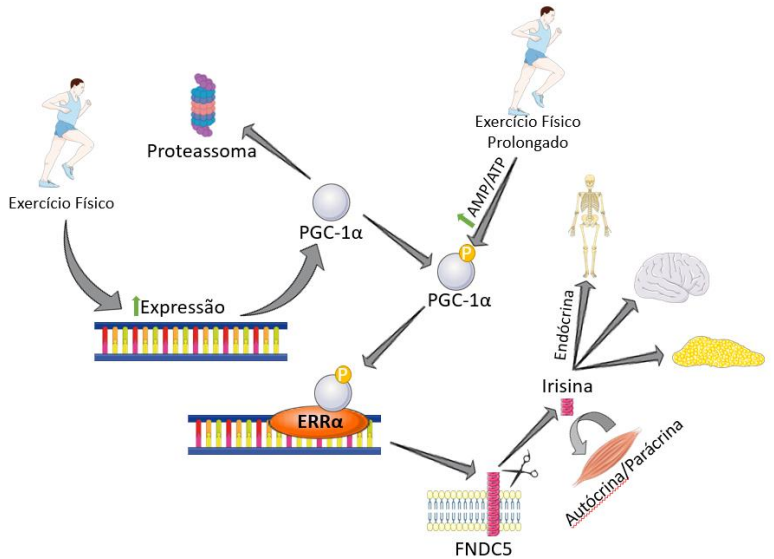 Exercício Físico
Prolongado
Proteassoma
AMP/ATP
Exercício Físico
PGC-1α
P
PGC-1α
Expressão
Endócrina
P
ERRα
Irisina
Autócrina/Parácrina
FNDC5